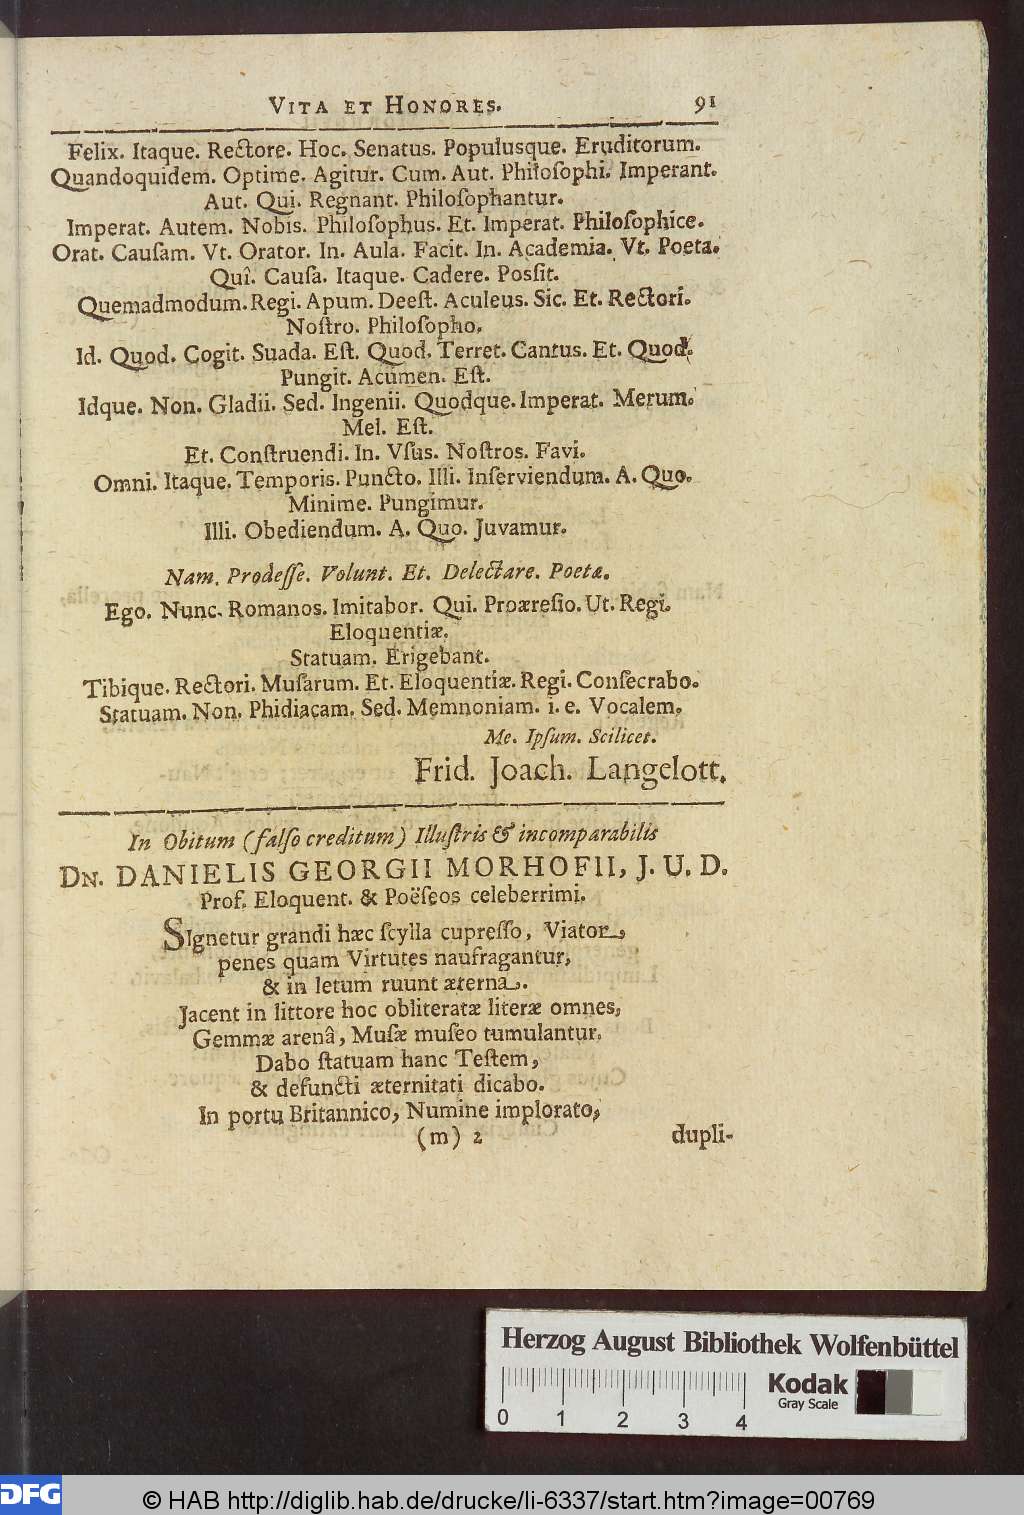 VITA ET HONORES. 91
Felix. Itaque. Rectore. Hoc. Senatus. Populusque. Eruditorum.
Quandoquidem. Optime. Agitur. Cum. Aut. Philoſophi. Imperant.
Aut. Qui. Regnant. Philoſophantur.
Imperat. Autem. Nobis. Philoſophus. Et. Imperat. Philoſophice.
Orat. Cauſam. Vt. Orator. In. Aula. Facit. In. Academia. Vt. Poeta.
Quî. Cauſa. Itaque. Cadere. Poſſit.
Quemadmodum. Regi. Apum. Deeſt. Aculeus. Sic. Et. Rectori.
Noſtro. Philoſopho.
Id. Quod. Cogit. Suada. Eſt. Quod. Terret. Cantus. Et. Quod.
Pungit. Acumen. Eſt.
Idque. Non. Gladii. Sed. Ingenii. Quodque. Imperat. Merum.
Mel. Eſt.
Et. Conſtruendi. In. Vſus. Noſtros. Favi.
Omni. Itaque. Temporis. Puncto. Illi. Inſerviendum. A. Quo.
Minime. Pungimur.
Illi. Obediendum. A. Quo. Juvamur.
Nam. Prodeſſe. Volunt. Et. Delectare. Poetæ.
Ego. Nunc. Romanos. Imitabor. Qui. Proæreſio. Ut. Regi.
Eloquentiæ.
Statuam. Erigebant.
Tibique. Rectori. Muſarum. Et. Eloquentiæ. Regi. Conſecrabo.
Statuam. Non. Phidiacam. Sed. Memnoniam. i. e. Vocalem.
Me. Ipſum. Scilicet.
Frid. Joach. Langelott.
In Obitum (falſo creditum) Illuſtris & incomparabilis
DN. DANIELIS GEORGII MORHOFII, J. U. D.
Prof. Eloquent. & Poëſeos celeberrimi.
SIgnetur grandi hæc ſcylla cupreſſo, Viator,
penes quam Virtutes naufragantur,
& in letum ruunt æterna.
Jacent in littore hoc obliteratæ literæ omnes,
Gemmæ arenâ, Muſæ muſeo tumulantur.
Dabo ſtatuam hanc Teſtem,
& defuncti æternitati dicabo.
In portu Britannico, Numine implorato,
(m) 2 dupli-
Herzog August Bibliothek Wolfenbüttel
Kodak
Gray Scale
0 1 2 3 4
DFG
© HAB http://diglib.hab.de/drucke/li-6337/start.htm?image=00769